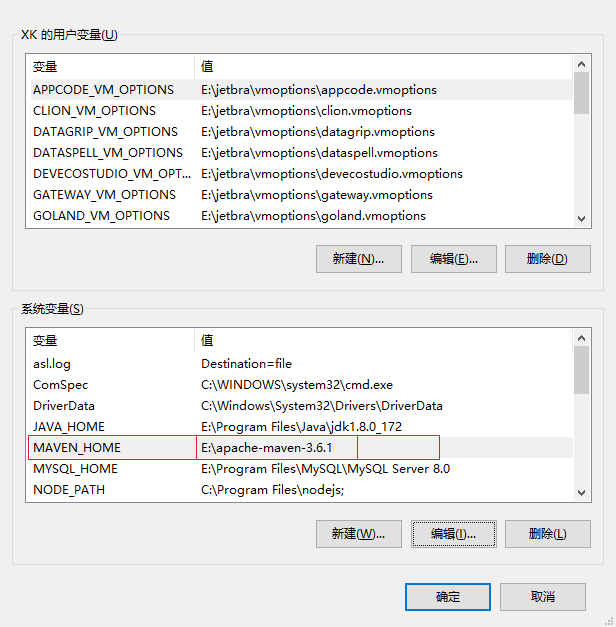 XK 的用户变量(U)
变量 值
APPCODE_VM_OPTIONS E:\jetbra\vmoptions\appcode.vmoptions
CLION_VM_OPTIONS E:\jetbra\vmoptions\clion.vmoptions
DATAGRIP_VM_OPTIONS E:\jetbra\vmoptions\datagrip.vmoptions
DATASPELL_VM_OPTIONS E:\jetbra\vmoptions\dataspell.vmoptions
DEVECOSTUDIO_VM_OPT... E:\jetbra\vmoptions\devecostudio.vmoptions
GATEWAY_VM_OPTIONS E:\jetbra\vmoptions\gateway.vmoptions
GOLAND_VM_OPTIONS E:\jetbra\vmoptions\goland.vmoptions
新建(N)... 编辑(E)... 删除(D)
系统变量(S)
变量 值
asl.log Destination=file
ComSpec C:\WINDOWS\system32\cmd.exe
DriverData C:\Windows\System32\Drivers\DriverData
JAVA_HOME E:\Program Files\Java\jdk1.8.0_172
MAVEN_HOME E:\apache-maven-3.6.1
MYSQL_HOME E:\Program Files\MySQL\MySQL Server 8.0
NODE_PATH C:\Program Files\nodejs;
新建(W)... 编辑(I)... 删除(L)
确定 取消